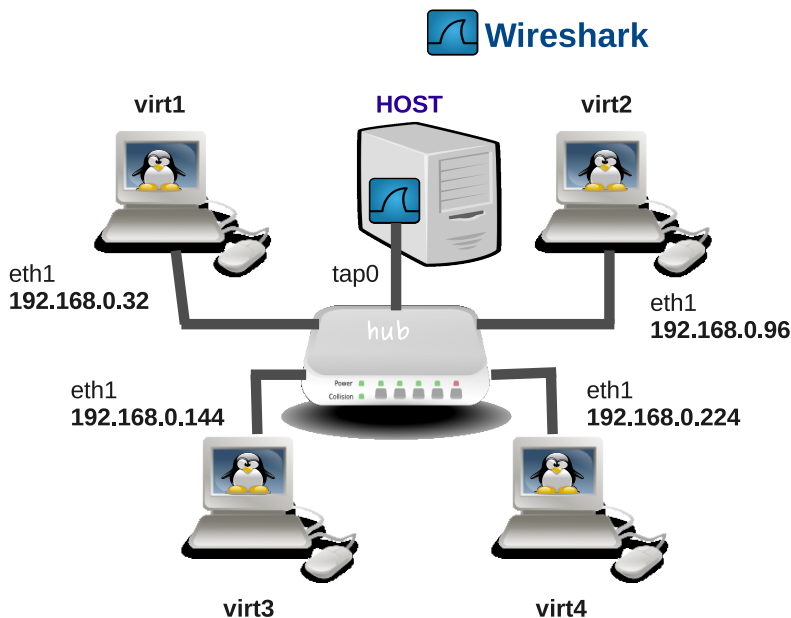 Wireshark
virt1
HOST
virt2
eth1
192.168.0.32
tap0
eth1
192.168.0.96
hub
Power
Collision
eth1
192.168.0.144
eth1
192.168.0.224
virt3
virt4